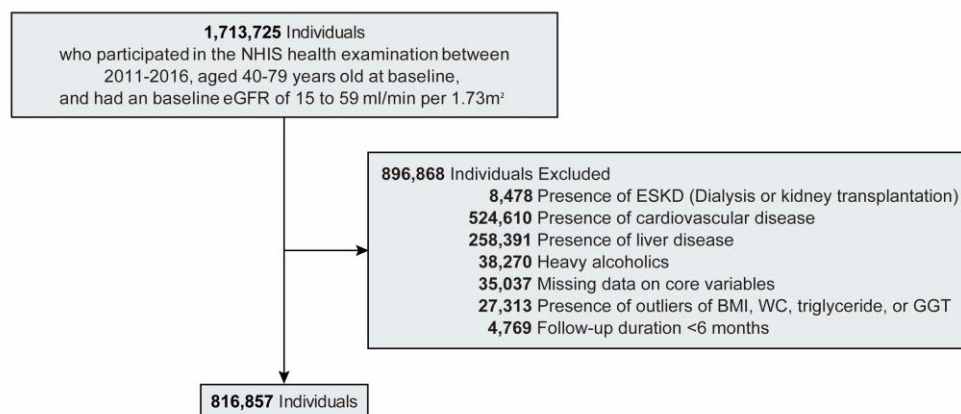 1,713,725 Individuals
who participated in the NHIS health examination between
2011-2016, aged 40-79 years old at baseline,
and had an baseline eGFR of 15 to 59 ml/min per 1.73m²
896,868 Individuals Excluded
8,478 Presence of ESKD (Dialysis or kidney transplantation)
524,610 Presence of cardiovascular disease
258,391 Presence of liver disease
38,270 Heavy alcoholics
35,037 Missing data on core variables
27,313 Presence of outliers of BMI, WC, triglyceride, or GGT
4,769 Follow-up duration <6 months
816,857 Individuals